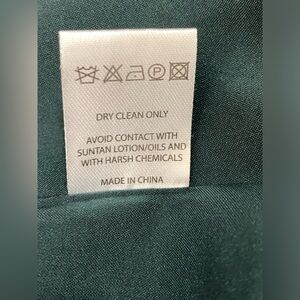 P
DRY CLEAN ONLY
AVOID CONTACT WITH
SUNTAN LOTION/OILS AND
WITH HARSH CHEMICALS
MADE IN CHINA